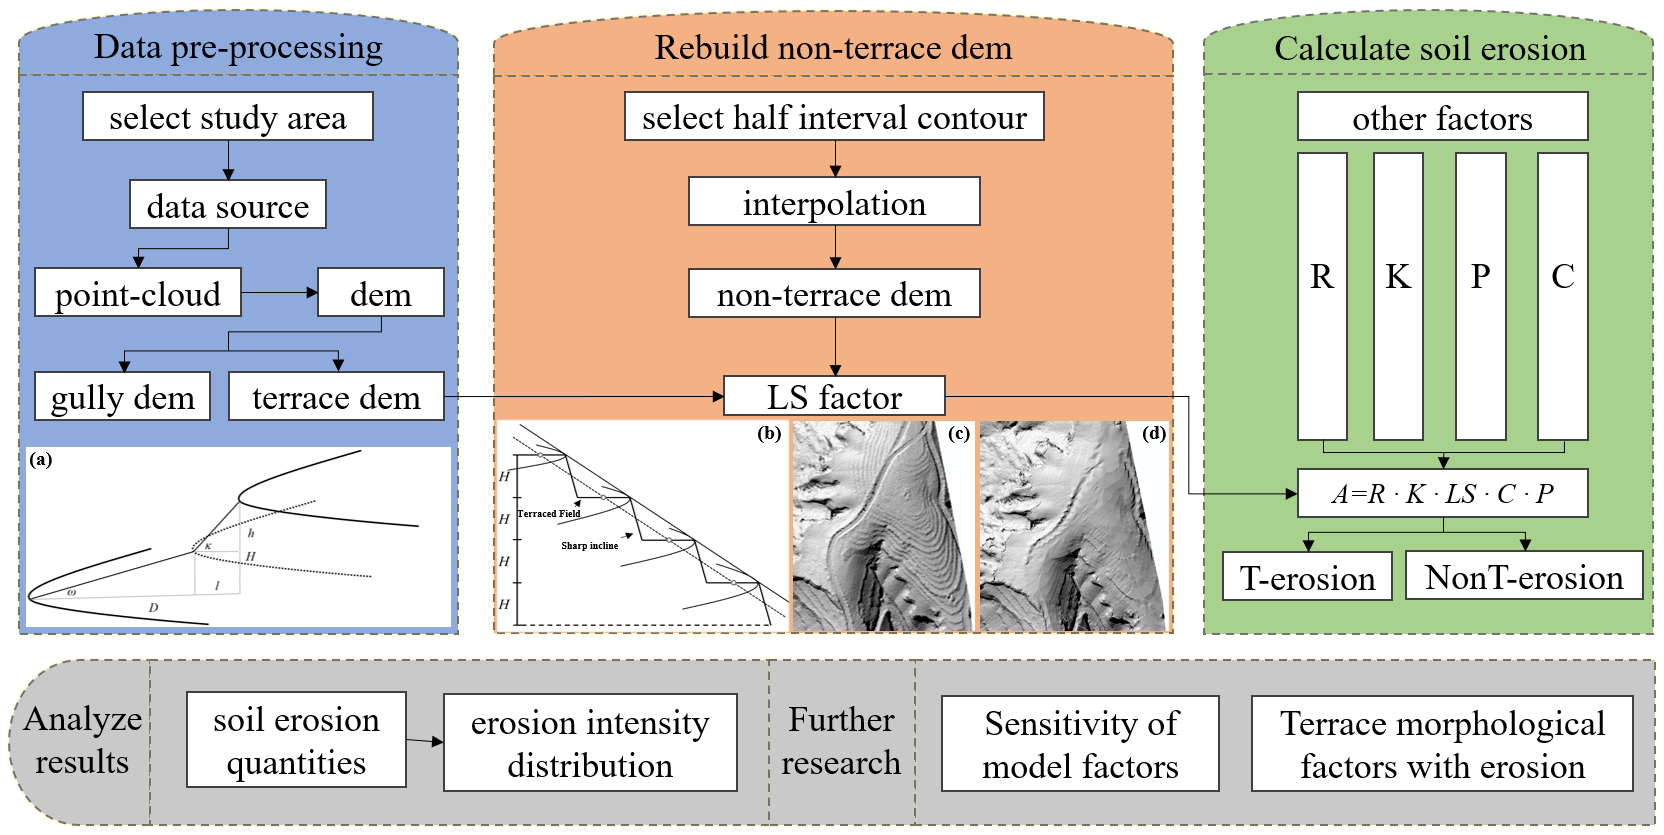 Data pre-processing
select study area
data source
point-cloud
dem
gully dem
terrace dem
(a)
h
κ
H
ω
l
D
Rebuild non-terrace dem
select half interval contour
interpolation
non-terrace dem
LS factor
(b)
H
H
H
H
Terraced Field
Sharp incline
(c)
(d)
Calculate soil erosion
other factors
R
K
P
C
A=R · K · LS · C · P
T-erosion
NonT-erosion
Analyze
results
soil erosion
quantities
erosion intensity
distribution
Further
research
Sensitivity of
model factors
Terrace morphological
factors with erosion